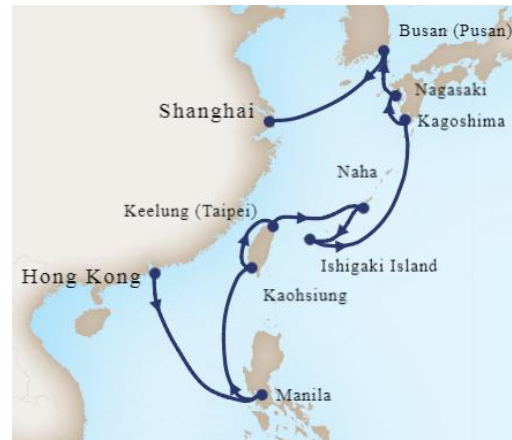 Busan (Pusan)
Nagasaki
Shanghai
Kagoshima
Naha
Keelung (Taipei)
Ishigaki Island
Hong Kong
Kaohsiung
Manila